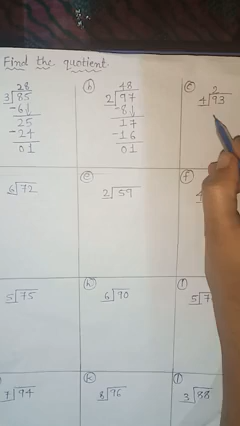 Find the quotient.
28
3 85
-6↓
25
-24
01
(b) 48
2 97
-8↓
17
-16
01
(c) 2
4 93
6 72
(e)
2 59
(f)
5 75
(h)
6 90
5 7
7 94
(k)
8 96
(l)
3 88